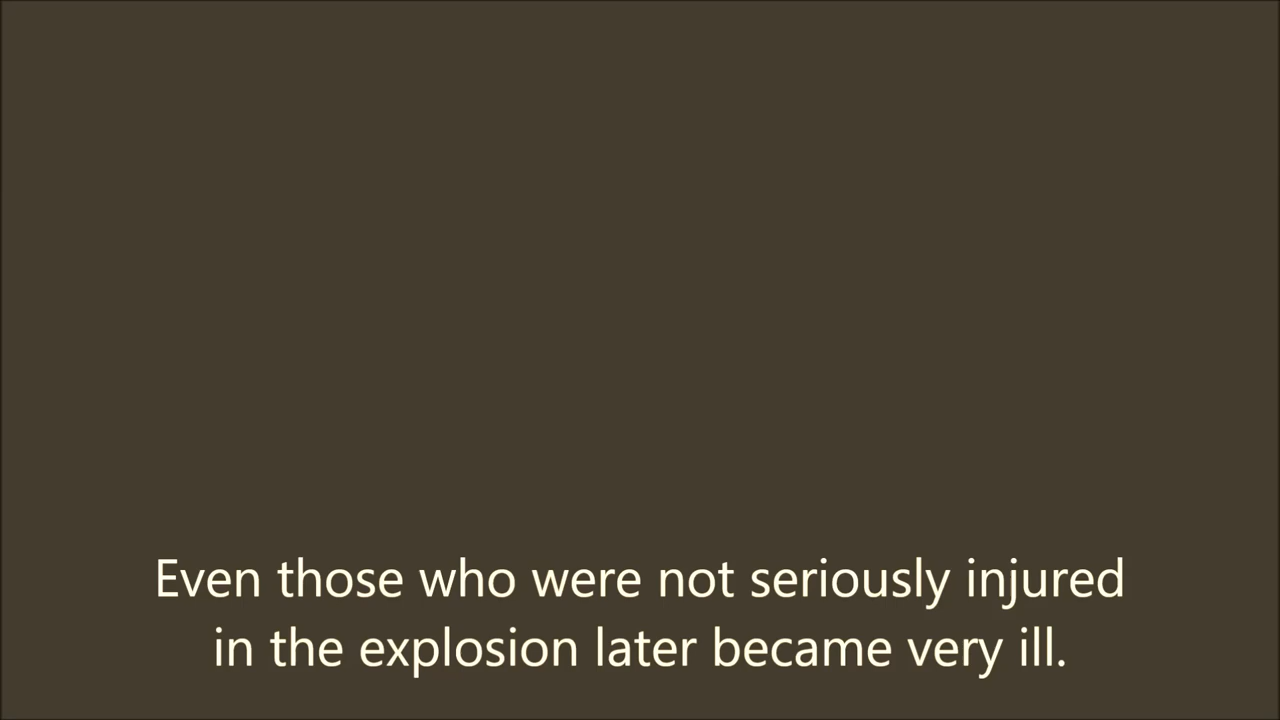 Even those who were not seriously injured
in the explosion later became very ill.